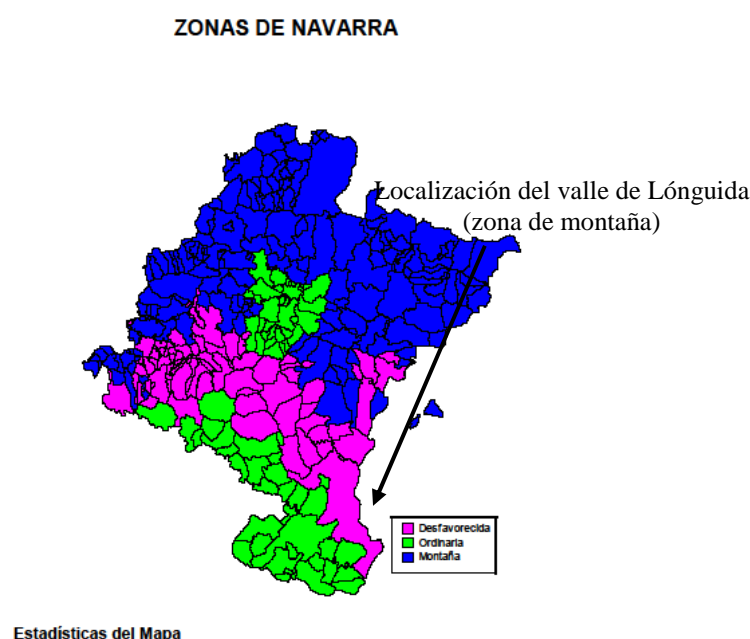 ZONAS DE NAVARRA
Localización del valle de Lónguida
(zona de montaña)
Desfavorecida
Ordinaria
Montaña
Estadísticas del Mapa